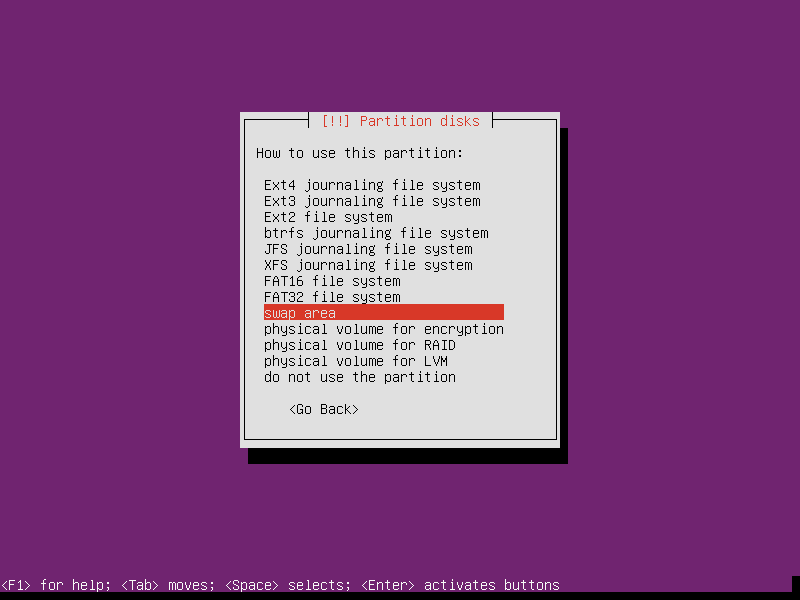 [!!] Partition disks
How to use this partition:
Ext4 journaling file system
Ext3 journaling file system
Ext2 file system
btrfs journaling file system
JFS journaling file system
XFS journaling file system
FAT16 file system
FAT32 file system
swap area
physical volume for encryption
physical volume for RAID
physical volume for LVM
do not use the partition
<Go Back>
<F1> for help; <Tab> moves; <Space> selects; <Enter> activates buttons